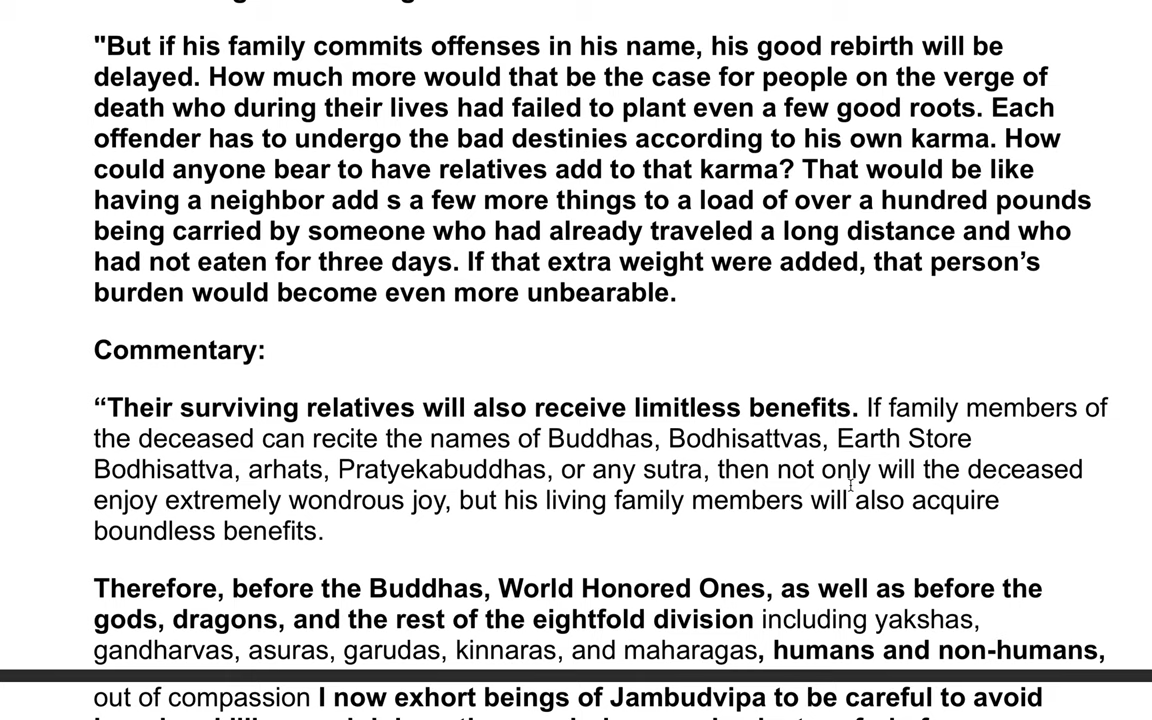 "But if his family commits offenses in his name, his good rebirth will be
delayed. How much more would that be the case for people on the verge of
death who during their lives had failed to plant even a few good roots. Each
offender has to undergo the bad destinies according to his own karma. How
could anyone bear to have relatives add to that karma? That would be like
having a neighbor add s a few more things to a load of over a hundred pounds
being carried by someone who had already traveled a long distance and who
had not eaten for three days. If that extra weight were added, that person’s
burden would become even more unbearable.
Commentary:
“Their surviving relatives will also receive limitless benefits. If family members of
the deceased can recite the names of Buddhas, Bodhisattvas, Earth Store
Bodhisattva, arhats, Pratyekabuddhas, or any sutra, then not only will the deceased
enjoy extremely wondrous joy, but his living family members will also acquire
boundless benefits.
Therefore, before the Buddhas, World Honored Ones, as well as before the
gods, dragons, and the rest of the eightfold division including yakshas,
gandharvas, asuras, garudas, kinnaras, and maharagas, humans and non-humans,
out of compassion I now exhort beings of Jambudvipa to be careful to avoid